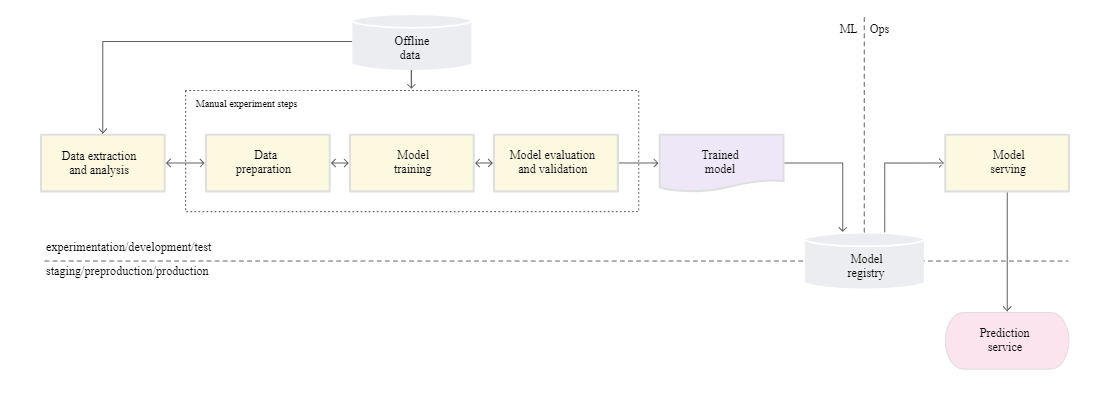 Offline
data
ML
Ops
Manual experiment steps
Data extraction
and analysis
Data
preparation
Model
training
Model evaluation
and validation
Trained
model
Model
serving
experimentation/development/test
staging/preproduction/production
Model
registry
Prediction
service